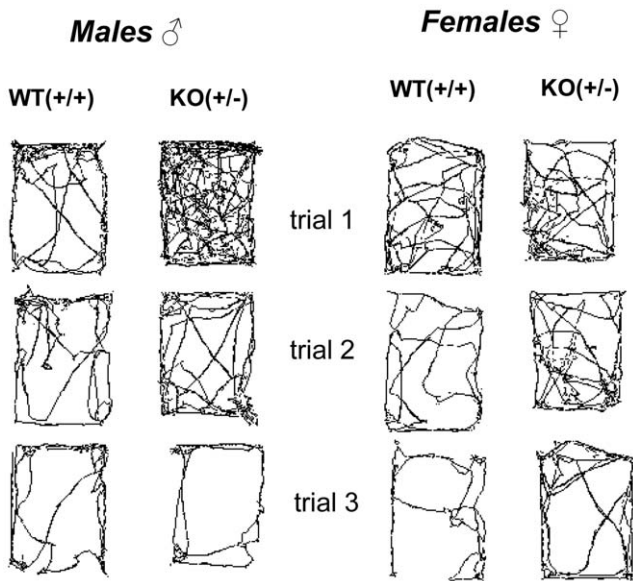 Males ♂
Females ♀
WT(+/+)
KO(+/-)
WT(+/+)
KO(+/-)
trial 1
trial 2
trial 3